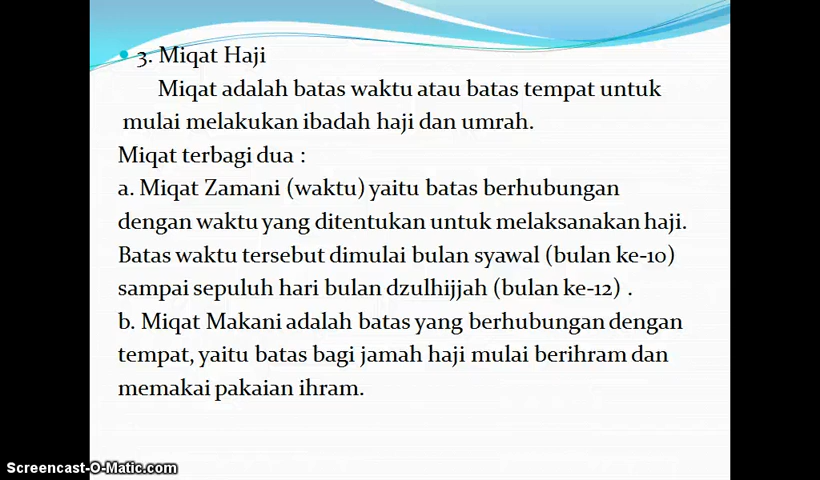 3. Miqat Haji
Miqat adalah batas waktu atau batas tempat untuk
mulai melakukan ibadah haji dan umrah.
Miqat terbagi dua :
a. Miqat Zamani (waktu) yaitu batas berhubungan
dengan waktu yang ditentukan untuk melaksanakan haji.
Batas waktu tersebut dimulai bulan syawal (bulan ke-10)
sampai sepuluh hari bulan dzulhijjah (bulan ke-12) .
b. Miqat Makani adalah batas yang berhubungan dengan
tempat, yaitu batas bagi jamah haji mulai berihram dan
memakai pakaian ihram.
Screencast-O-Matic.com